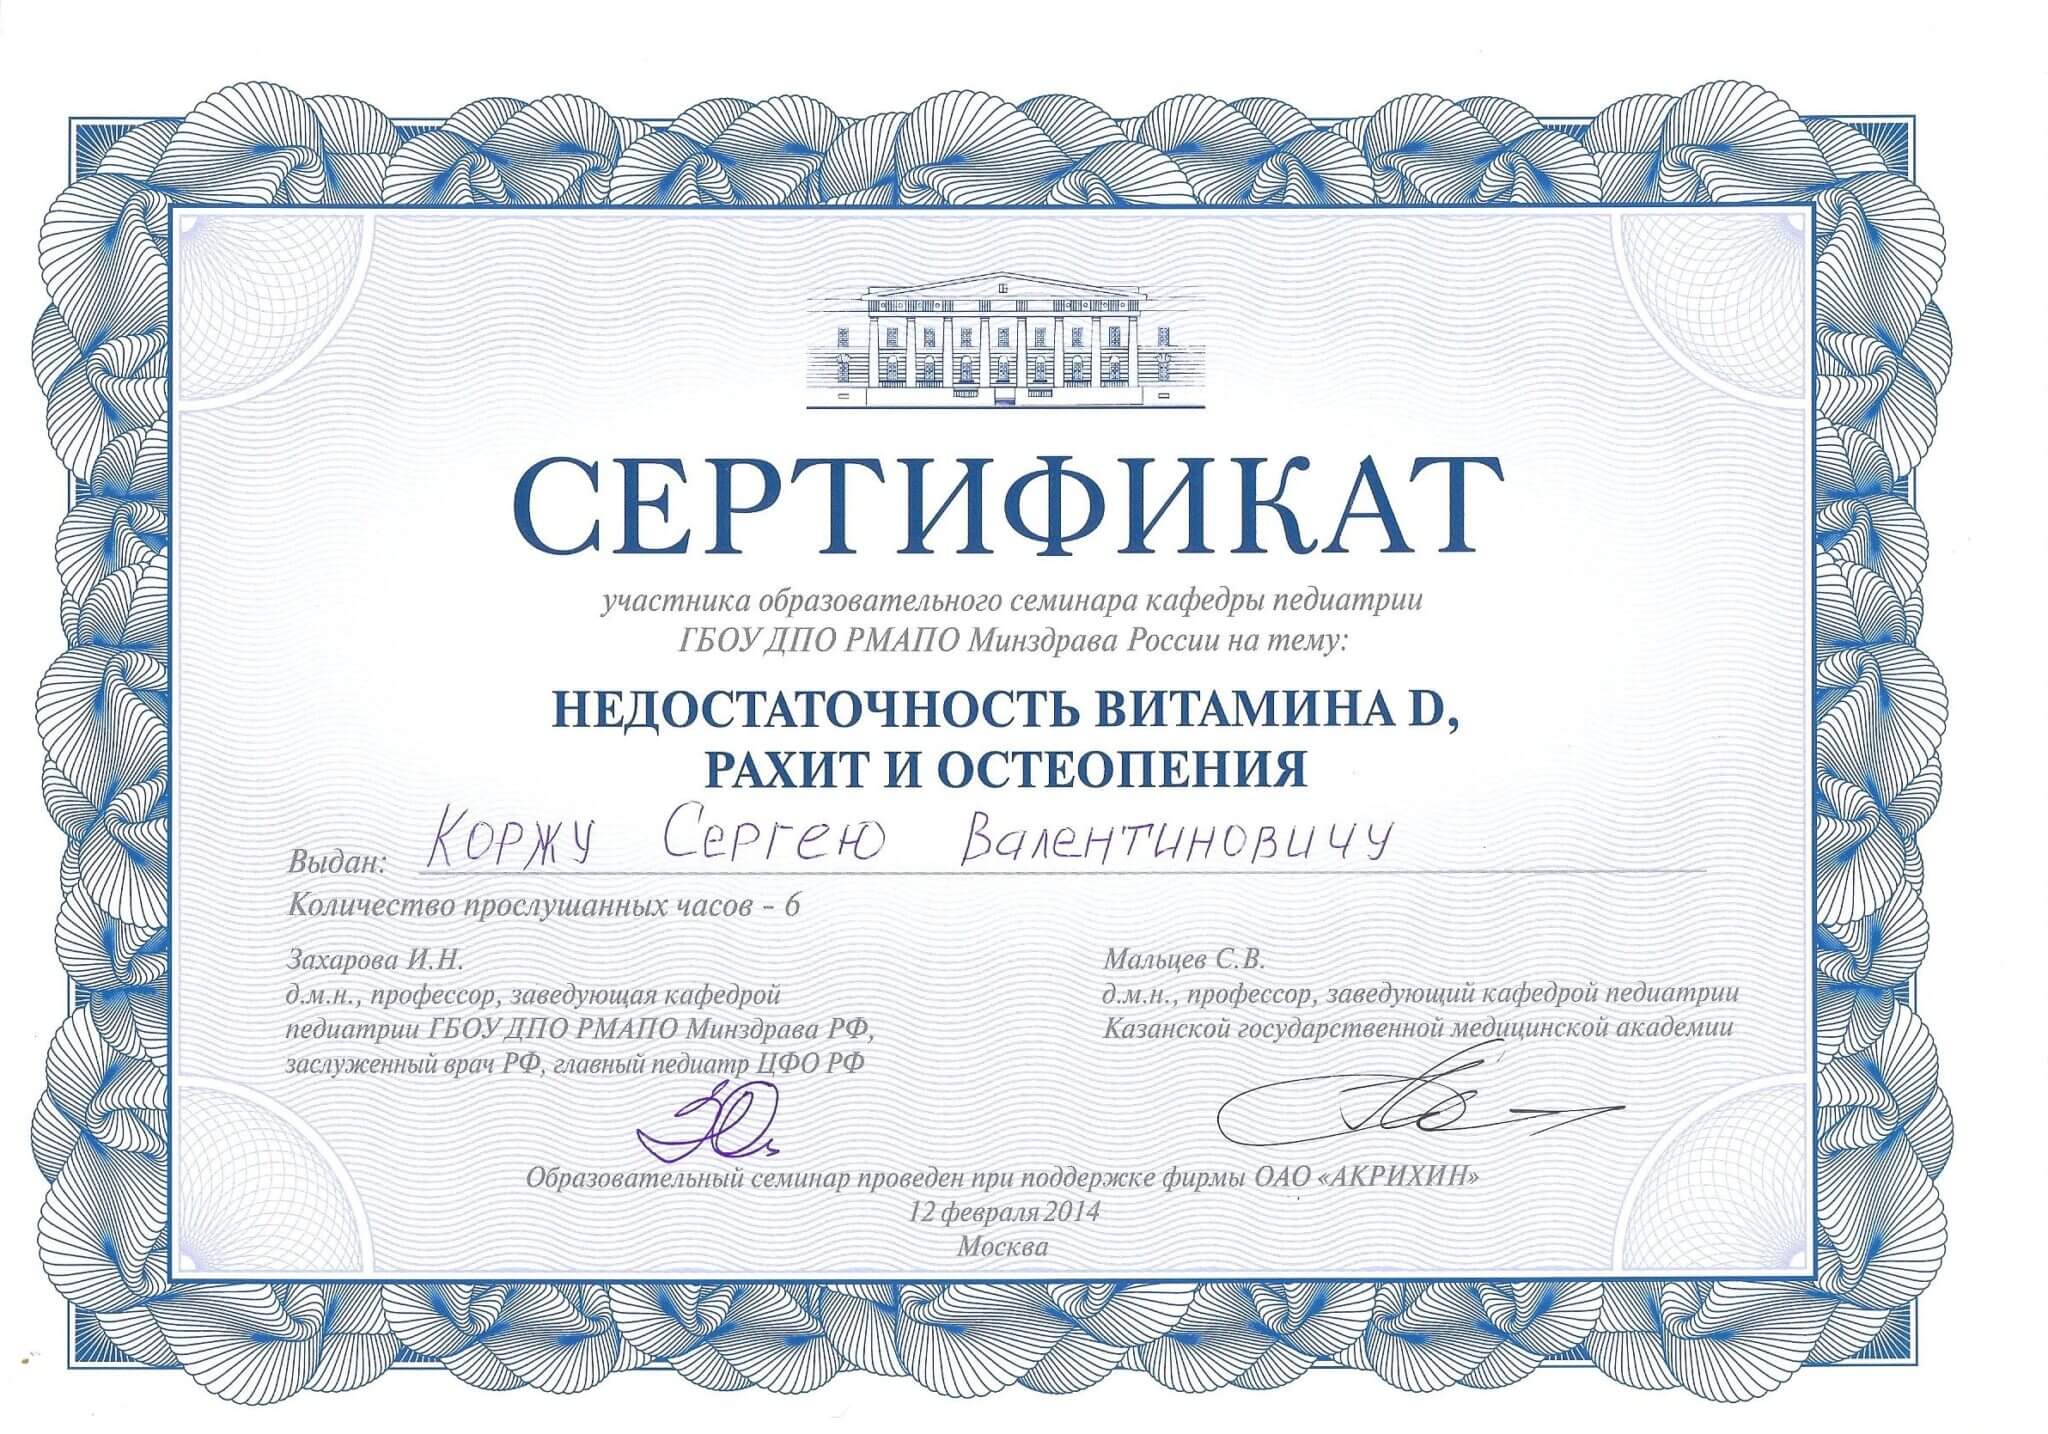 СЕРТИФИКАТ
участника образовательного семинара кафедры педиатрии
ГБОУ ДПО РМАПО Минздрава России на тему:
НЕДОСТАТОЧНОСТЬ ВИТАМИНА D,
РАХИТ И ОСТЕОПЕНИЯ
Выдан: Коржу Сергею Валентиновичу
Количество прослушанных часов - 6
Захарова И.Н.
д.м.н., профессор, заведующая кафедрой
педиатрии ГБОУ ДПО РМАПО Минздрава РФ,
заслуженный врач РФ, главный педиатр ЦФО РФ
Мальцев С.В.
д.м.н., профессор, заведующий кафедрой педиатрии
Казанской государственной медицинской академии
Образовательный семинар проведен при поддержке фирмы ОАО «АКРИХИН»
12 февраля 2014
Москва